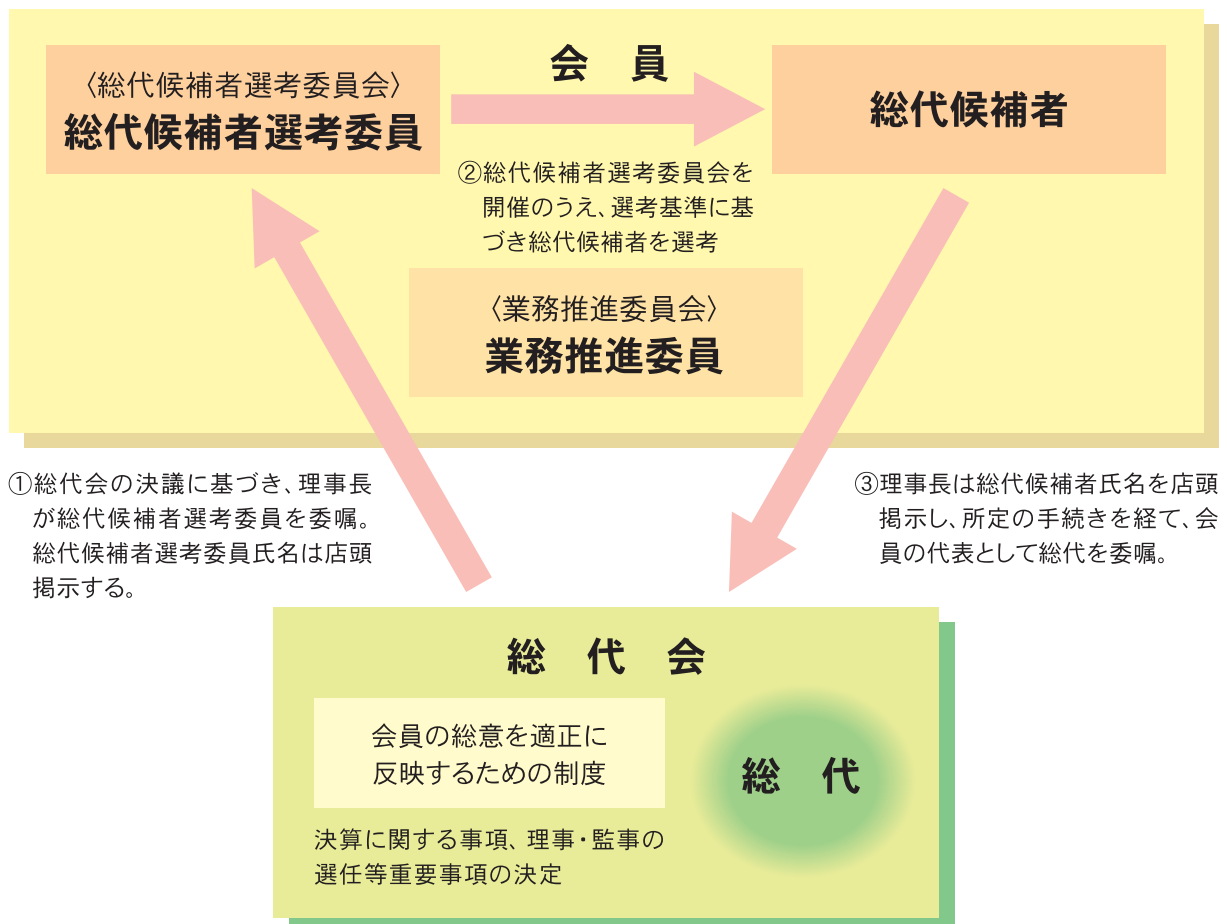 会 員
〈総代候補者選考委員会〉
総代候補者選考委員
総代候補者
②総代候補者選考委員会を
開催のうえ、選考基準に基
づき総代候補者を選考
〈業務推進委員会〉
業務推進委員
①総代会の決議に基づき、理事長
が総代候補者選考委員を委嘱。
総代候補者選考委員氏名は店頭
掲示する。
③理事長は総代候補者氏名を店頭
掲示し、所定の手続きを経て、会
員の代表として総代を委嘱。
総 代 会
会員の総意を適正に
反映するための制度
総 代
決算に関する事項、理事・監事の
選任等重要事項の決定